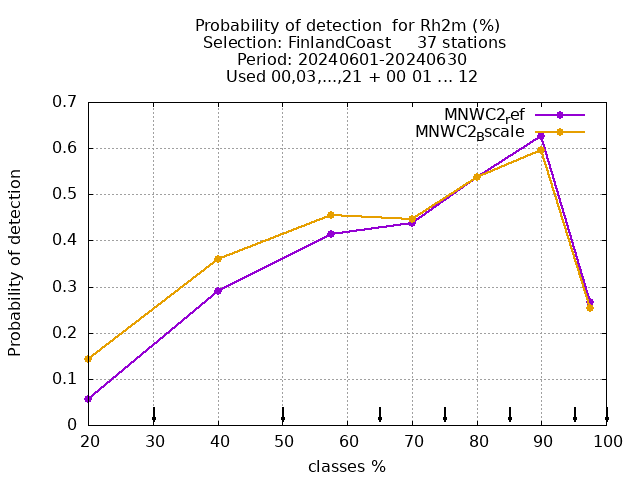 Probability of detection  for Rh2m (%)
Selection: FinlandCoast     37 stations
Period: 20240601-20240630
Used 00,03,...,21 + 00 01 ... 12
MNWC2ref
MNWC2Bscale
0.7
0.6
0.5
0.4
0.3
0.2
0.1
0
Probability of detection
20 30 40 50 60 70 80 90 100
classes %